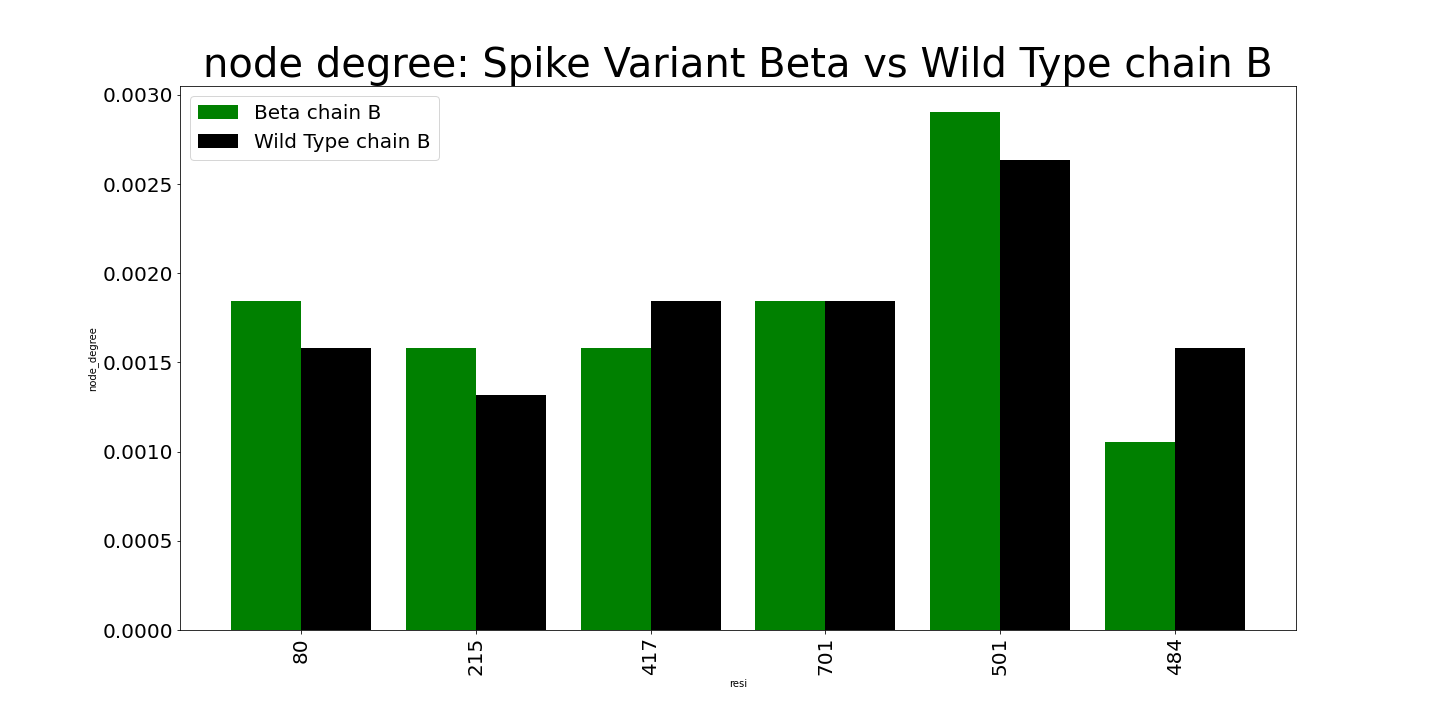 node degree: Spike Variant Beta vs Wild Type chain B
Beta chain B
Wild Type chain B
0.0030
0.0025
0.0020
0.0015
0.0010
0.0005
0.0000
node_degree
80
215
417
701
501
484
resi